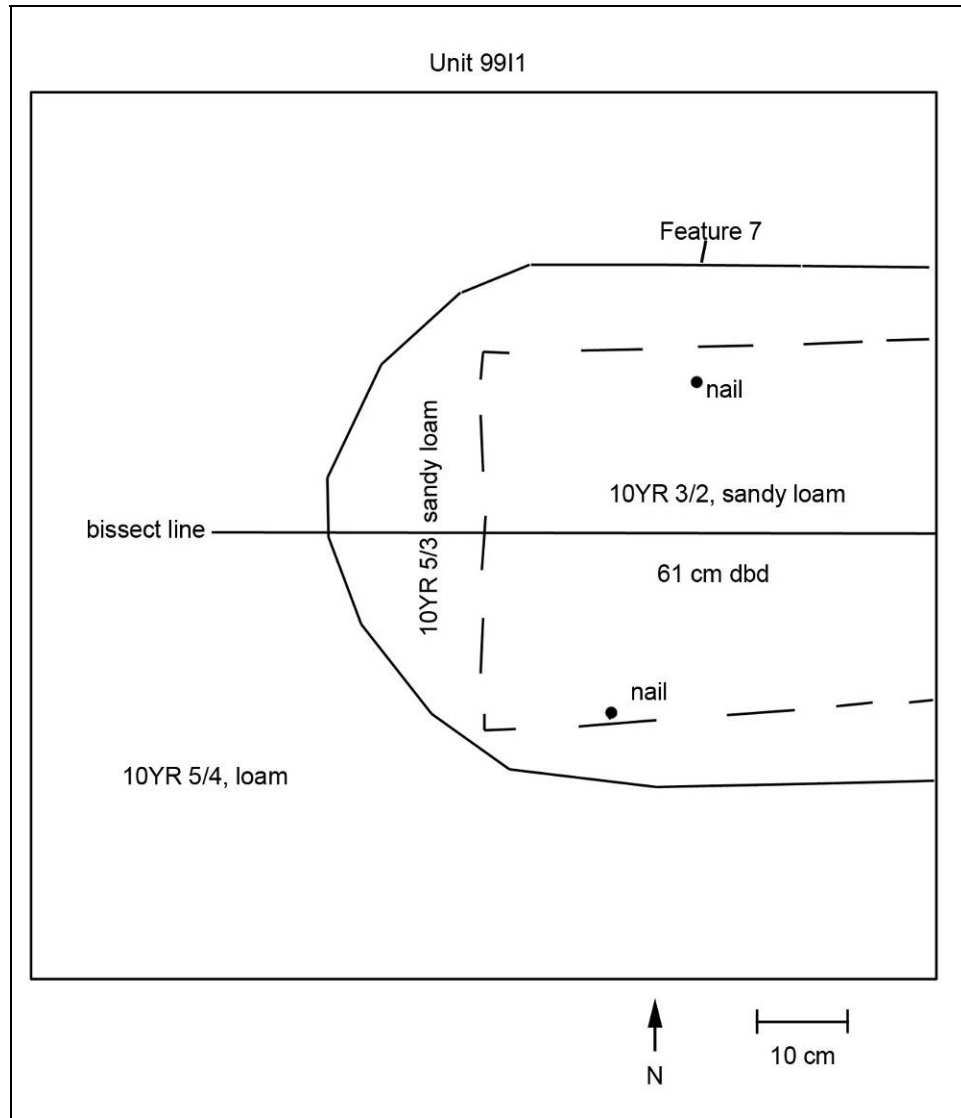 Unit 99I1
Feature 7
nail
10YR 5/3 sandy loam
10YR 3/2, sandy loam
bissect line
61 cm dbd
nail
10YR 5/4, loam
N
10 cm